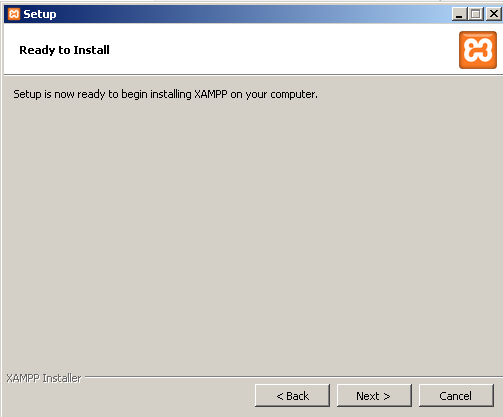 Setup
Ready to Install
Setup is now ready to begin installing XAMPP on your computer.
XAMPP Installer
< Back
Next >
Cancel